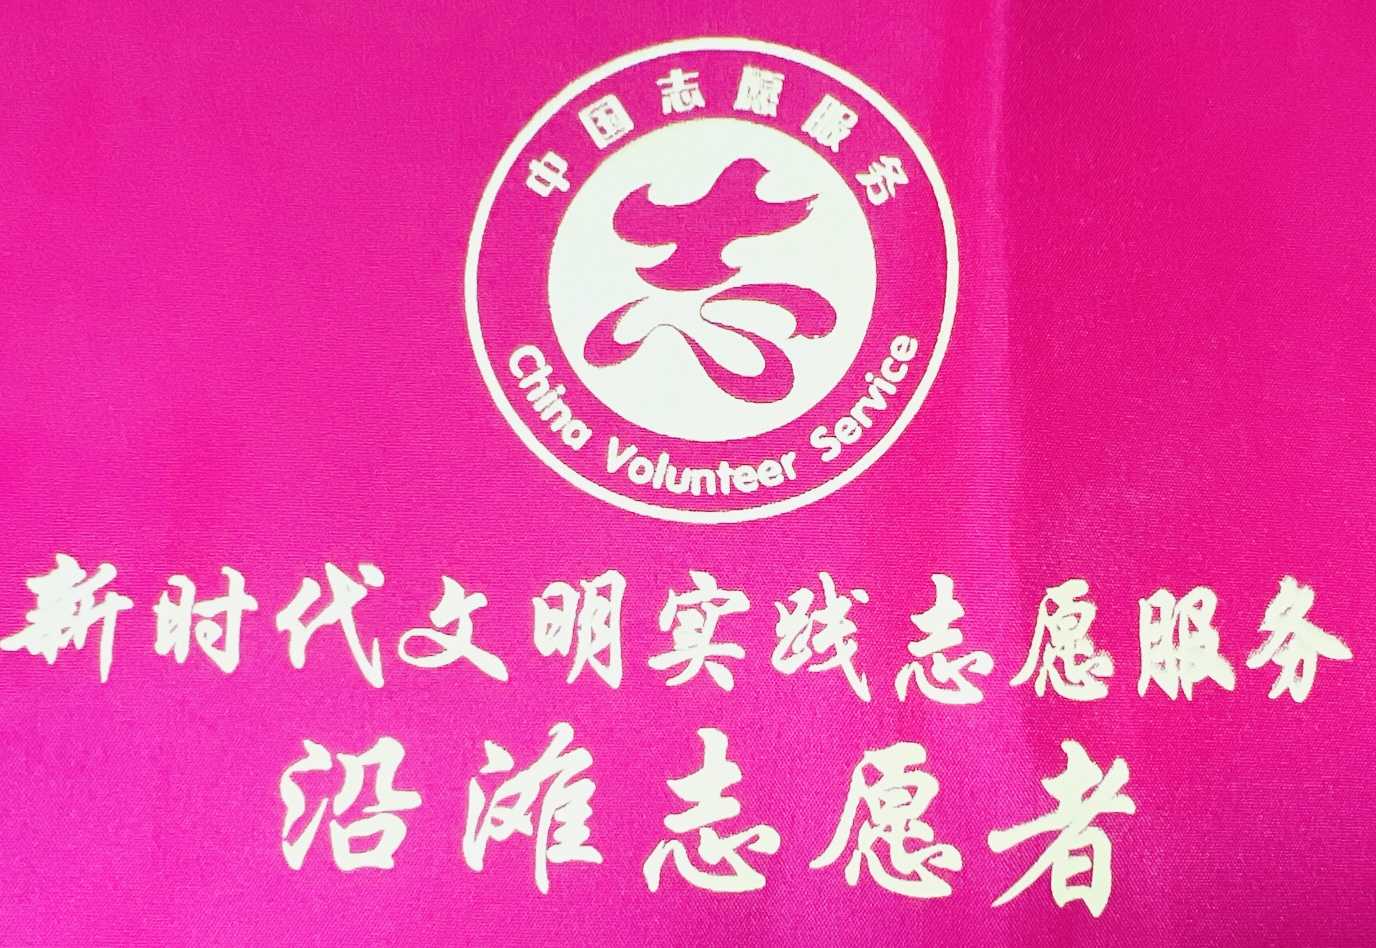 中国志愿服务
China Volunteer Service
新时代文明实践志愿服务
沿滩志愿者